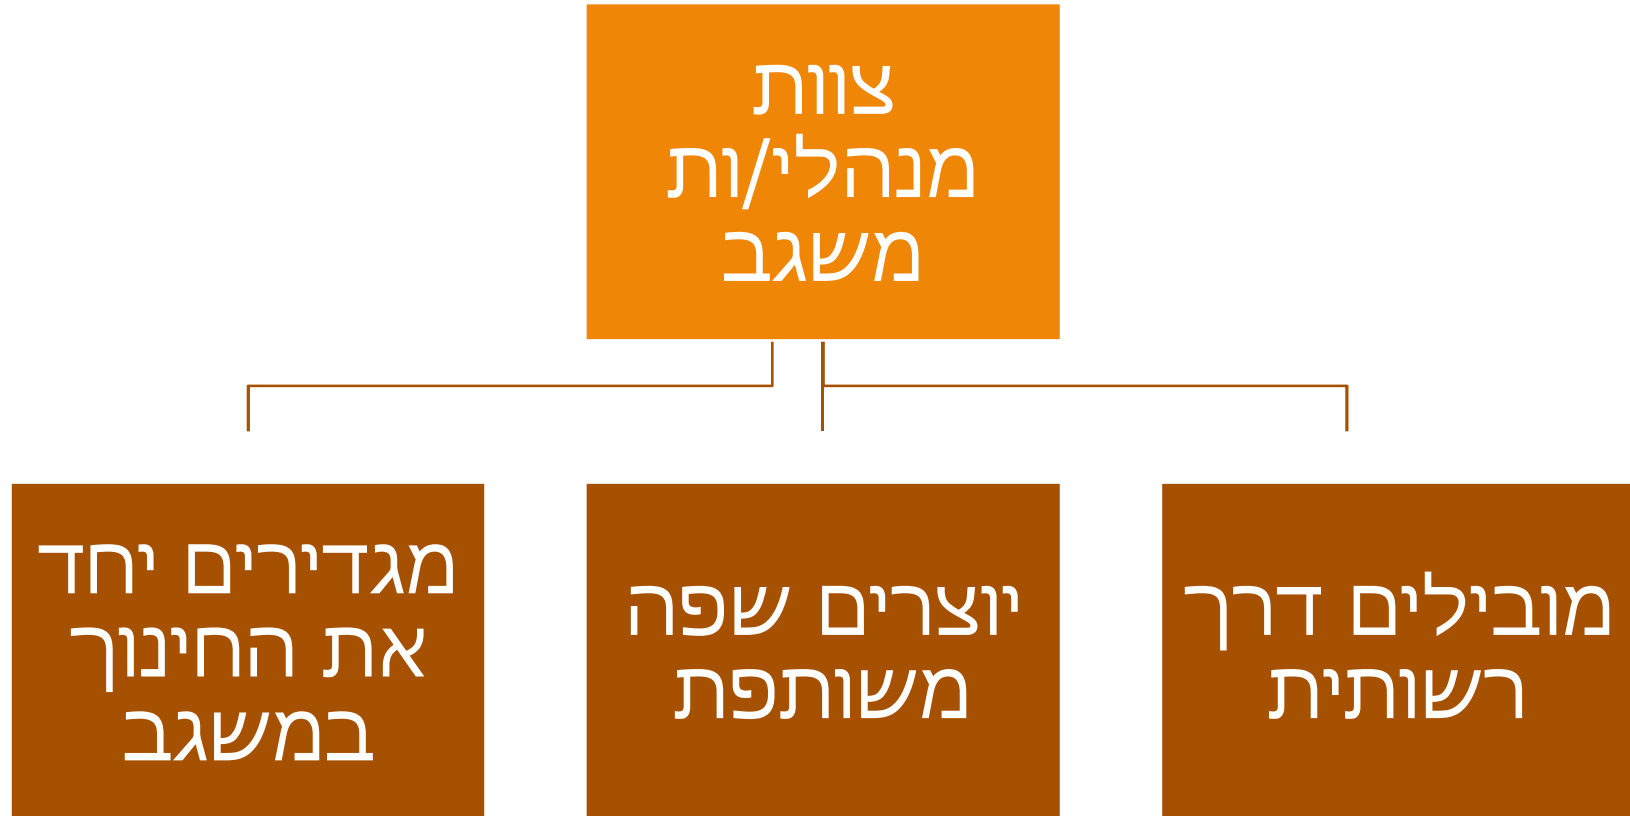 צוות
מנהלי/ות
משגב
מובילים דרך
רשותית
יוצרים שפה
משותפת
מגדירים יחד
את החינוך
במשגב